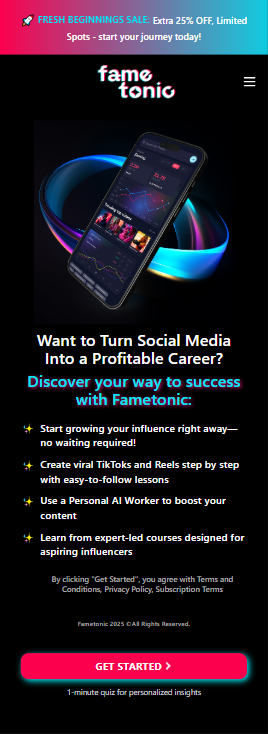 FRESH BEGINNINGS SALE: Extra 25% OFF, Limited
Spots - start your journey today!
fame
tonic
Want to Turn Social Media
Into a Profitable Career?
Discover your way to success
with Fametonic:
Start growing your influence right away—
no waiting required!
Create viral TikToks and Reels step by step
with easy-to-follow lessons
Use a Personal AI Worker to boost your
content
Learn from expert-led courses designed for
aspiring influencers
By clicking "Get Started", you agree with Terms and
Conditions, Privacy Policy, Subscription Terms
Fametonic 2025 ©All Rights Reserved.
GET STARTED
1-minute quiz for personalized insights